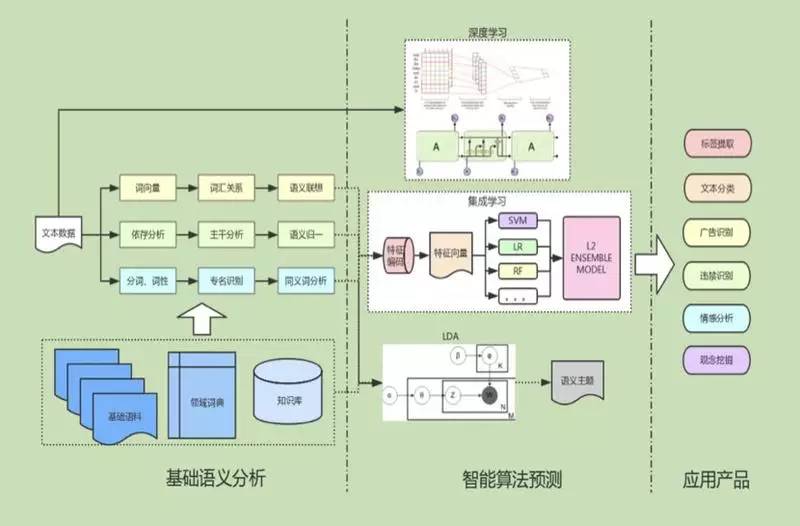 深度学习
A
A
词向量
词汇关系
语义联想
文本数据
依存分析
主干分析
语义归一
分词、词性
专名识别
同义词分析
基础语料
领域词典
知识库
集成学习
特征
编码
特征向量
SVM
LR
RF
. . .
L2
ENSEMBLE
MODEL
LDA
β
φ
K
α
θ
Z
W
N
M
语义主题
标签提取
文本分类
广告识别
违禁识别
情感分析
观念挖掘
基础语义分析
智能算法预测
应用产品